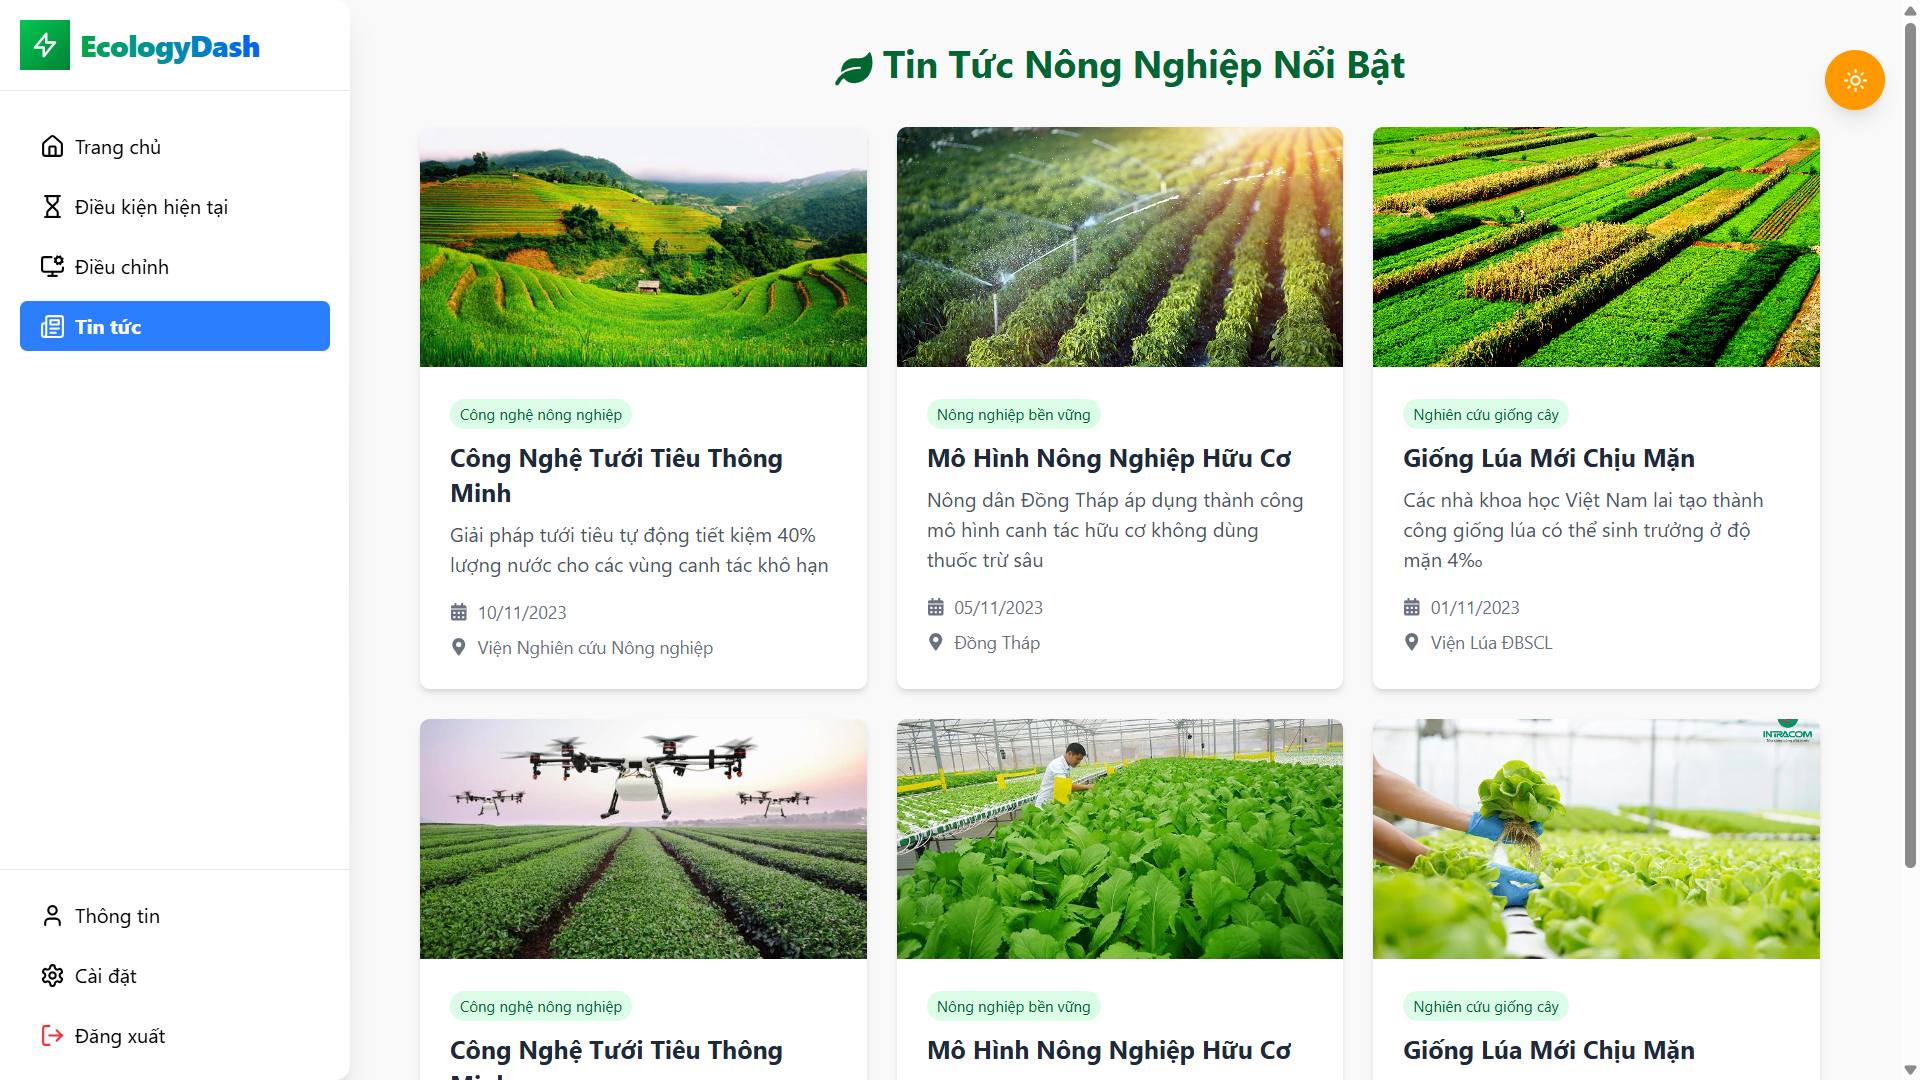 EcologyDash
Trang chủ
Điều kiện hiện tại
Điều chỉnh
Tin tức
Thông tin
Cài đặt
Đăng xuất
Tin Tức Nông Nghiệp Nổi Bật
Công nghệ nông nghiệp
Công Nghệ Tưới Tiêu Thông
Minh
Giải pháp tưới tiêu tự động tiết kiệm 40%
lượng nước cho các vùng canh tác khô hạn
10/11/2023
Viện Nghiên cứu Nông nghiệp
Nông nghiệp bền vững
Mô Hình Nông Nghiệp Hữu Cơ
Nông dân Đồng Tháp áp dụng thành công
mô hình canh tác hữu cơ không dùng
thuốc trừ sâu
05/11/2023
Đồng Tháp
Nghiên cứu giống cây
Giống Lúa Mới Chịu Mặn
Các nhà khoa học Việt Nam lai tạo thành
công giống lúa có thể sinh trưởng ở độ
mặn 4‰
01/11/2023
Viện Lúa ĐBSCL
Công nghệ nông nghiệp
Công Nghệ Tưới Tiêu Thông
Minh
Nông nghiệp bền vững
Mô Hình Nông Nghiệp Hữu Cơ
INTRACOM
Nghiên cứu giống cây
Giống Lúa Mới Chịu Mặn